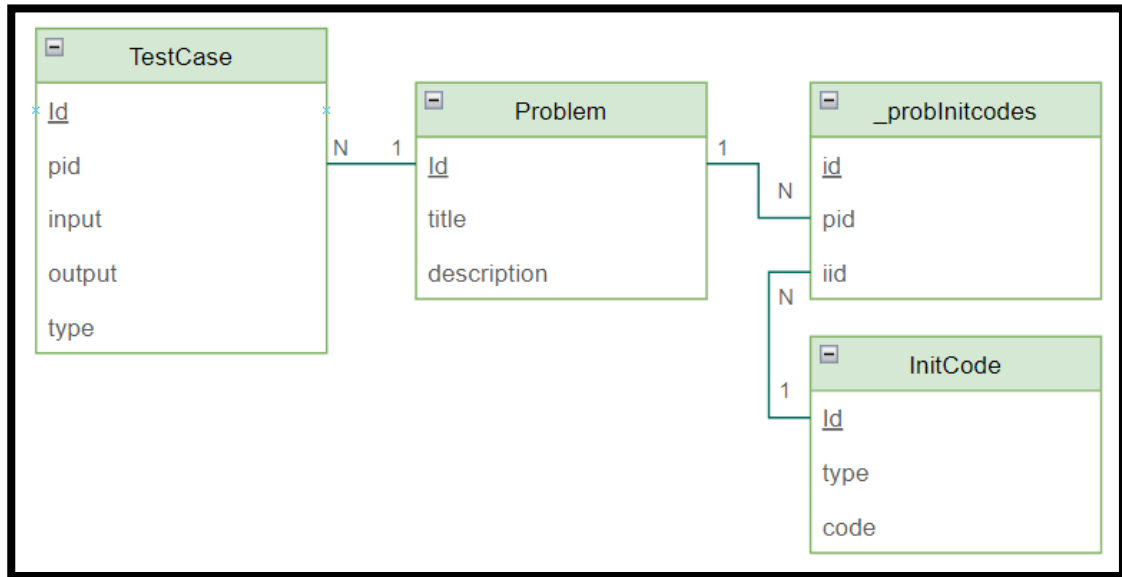 TestCase
Id
pid
input
output
type
N
1
Problem
Id
title
description
1
N
_probInitcodes
id
pid
iid
N
1
InitCode
Id
type
code